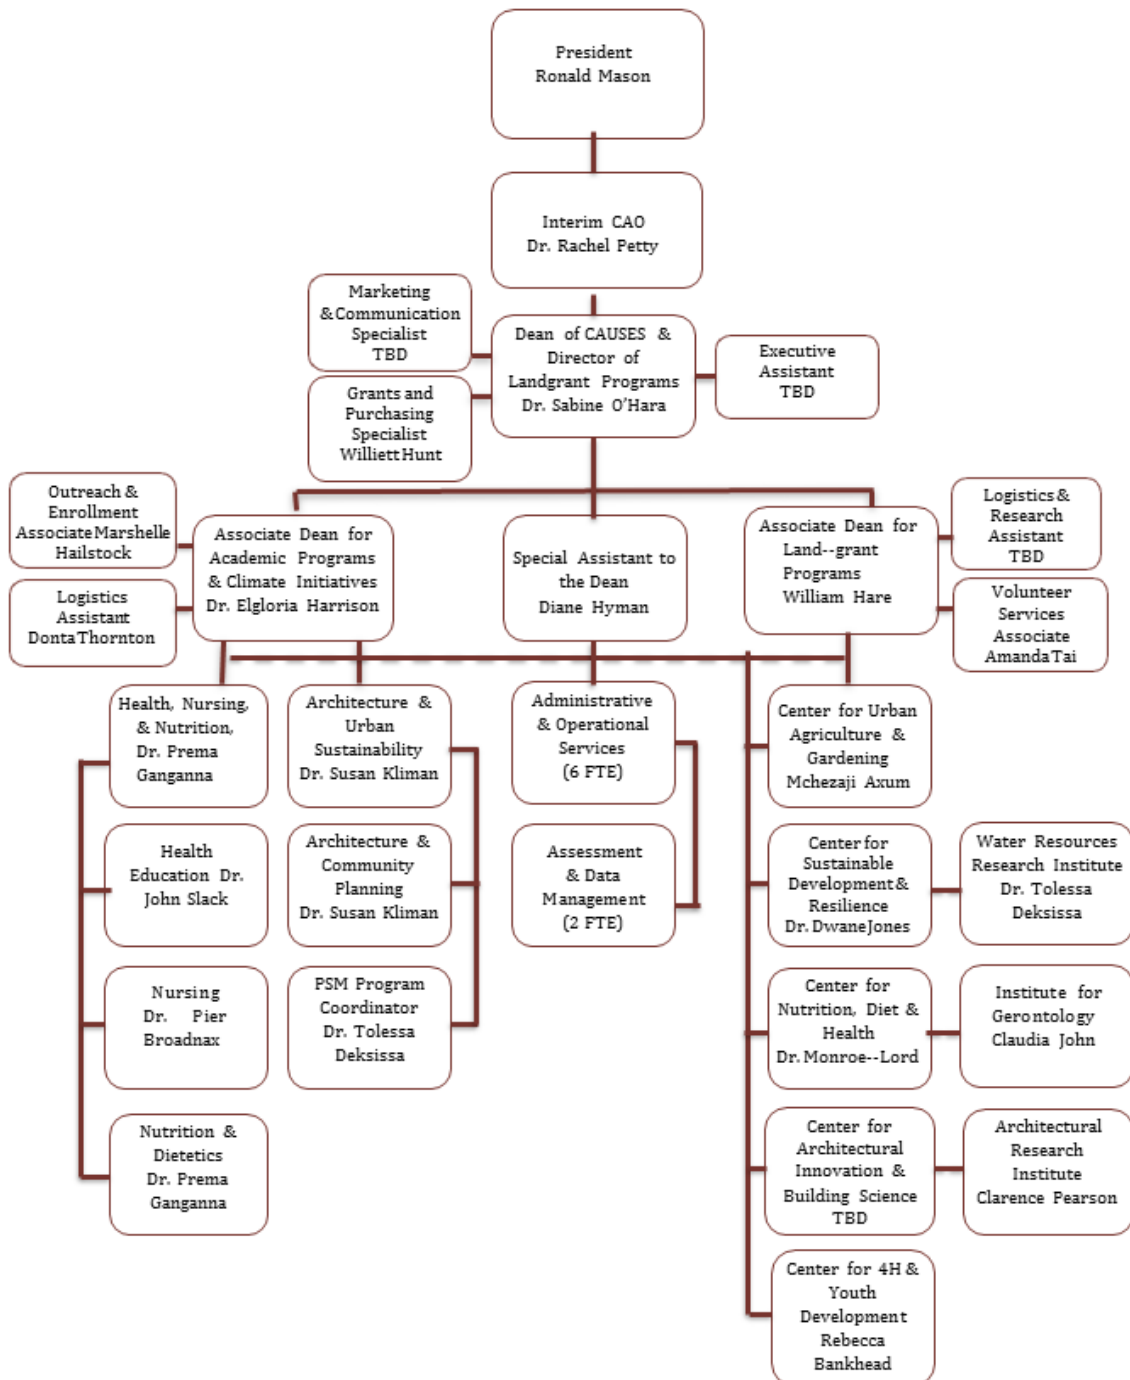 President
Ronald Mason
Interim CAO
Dr. Rachel Petty
Marketing
& Communication
Specialist
TBD
Dean of CAUSES &
Director of
Landgrant Programs
Dr. Sabine O'Hara
Executive
Assistant
TBD
Grants and
Purchasing
Specialist
Williett Hunt
Outreach &
Enrollment
Associate Marshelle
Hailstock
Associate Dean for
Academic Programs
& Climate Initiatives
Dr. Elgloria Harrison
Special Assistant to
the Dean
Diane Hyman
Associate Dean for
Land--grant
Programs
William Hare
Logistics &
Research
Assistant
TBD
Logistics
Assistant
Donta Thornton
Volunteer
Services
Associate
Amanda Tai
Health, Nursing,
& Nutrition,
Dr. Prema
Ganganna
Architecture &
Urban
Sustainability
Dr. Susan Kliman
Administrative
& Operational
Services
(6 FTE)
Center for Urban
Agriculture &
Gardening
Mchezaji Axum
Health
Education Dr.
John Slack
Architecture &
Community
Planning
Dr. Susan Kliman
Assessment
& Data
Management
(2 FTE)
Center for
Sustainable
Development &
Resilience
Dr. Dwane Jones
Water Resources
Research Institute
Dr. Tolessa
Deksissa
Nursing
Dr. Pier
Broadnax
PSM Program
Coordinator
Dr. Tolessa
Deksissa
Center for
Nutrition, Diet &
Health
Dr. Monroe--Lord
Institute for
Gerontology
Claudia John
Nutrition &
Dietetics
Dr. Prema
Ganganna
Center for
Architectural
Innovation &
Building Science
TBD
Architectural
Research
Institute
Clarence Pearson
Center for 4H &
Youth
Development
Rebecca
Bankhead